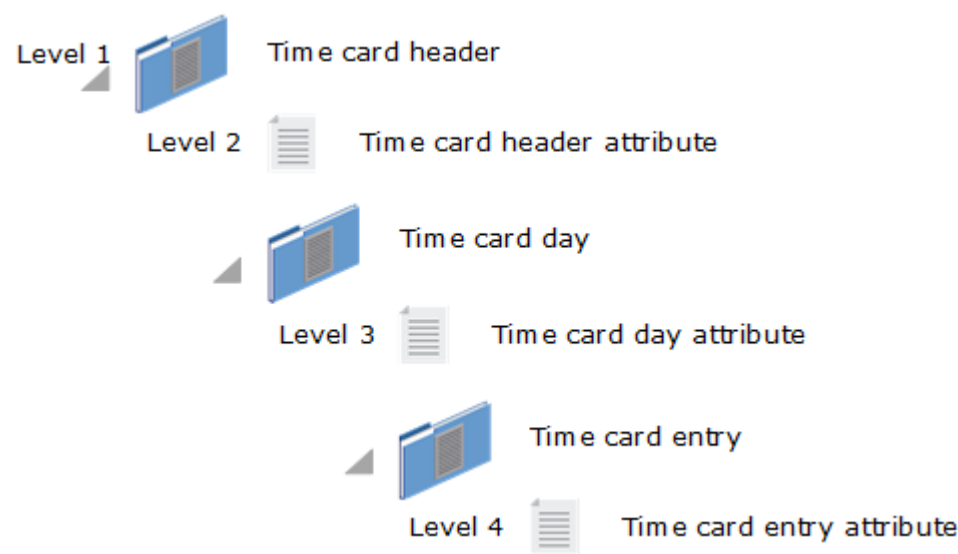 Level 1 Time card header
Level 2 Time card header attribute
Time card day
Level 3 Time card day attribute
Time card entry
Level 4 Time card entry attribute